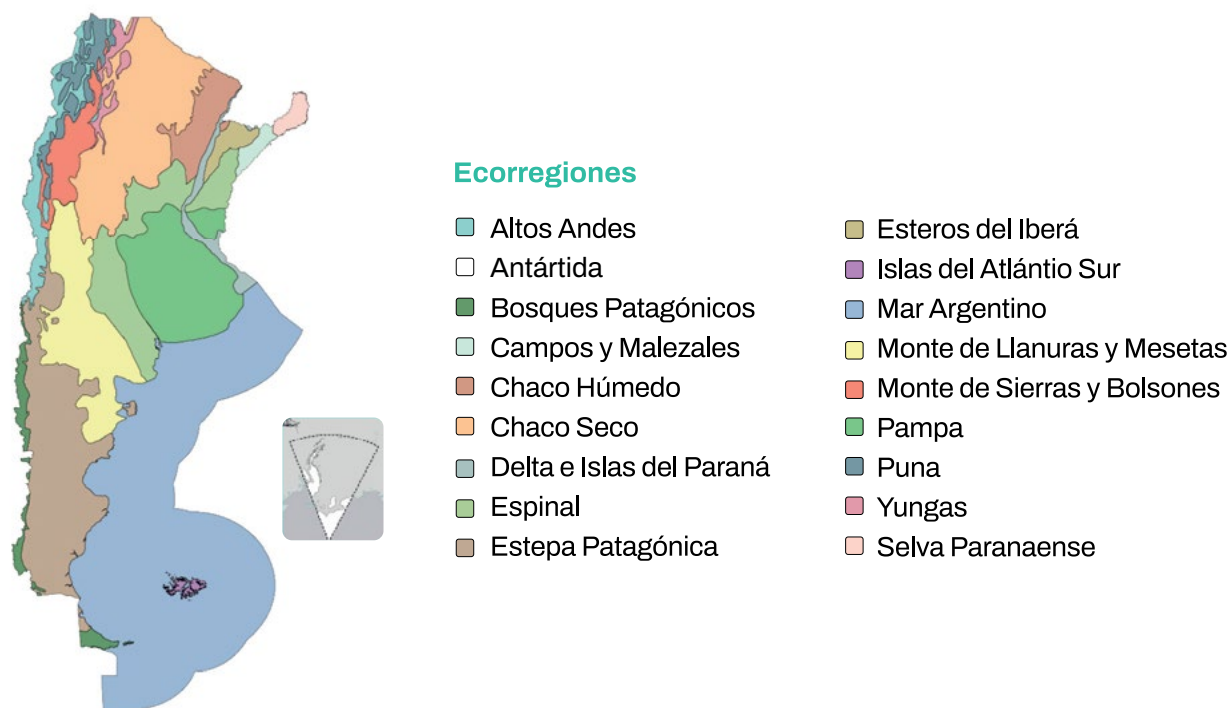 Ecorregiones
Altos Andes
Antártida
Bosques Patagónicos
Campos y Malezales
Chaco Húmedo
Chaco Seco
Delta e Islas del Paraná
Espinal
Estepa Patagónica
Esteros del Iberá
Islas del Atlántio Sur
Mar Argentino
Monte de Llanuras y Mesetas
Monte de Sierras y Bolsones
Pampa
Puna
Yungas
Selva Paranaense